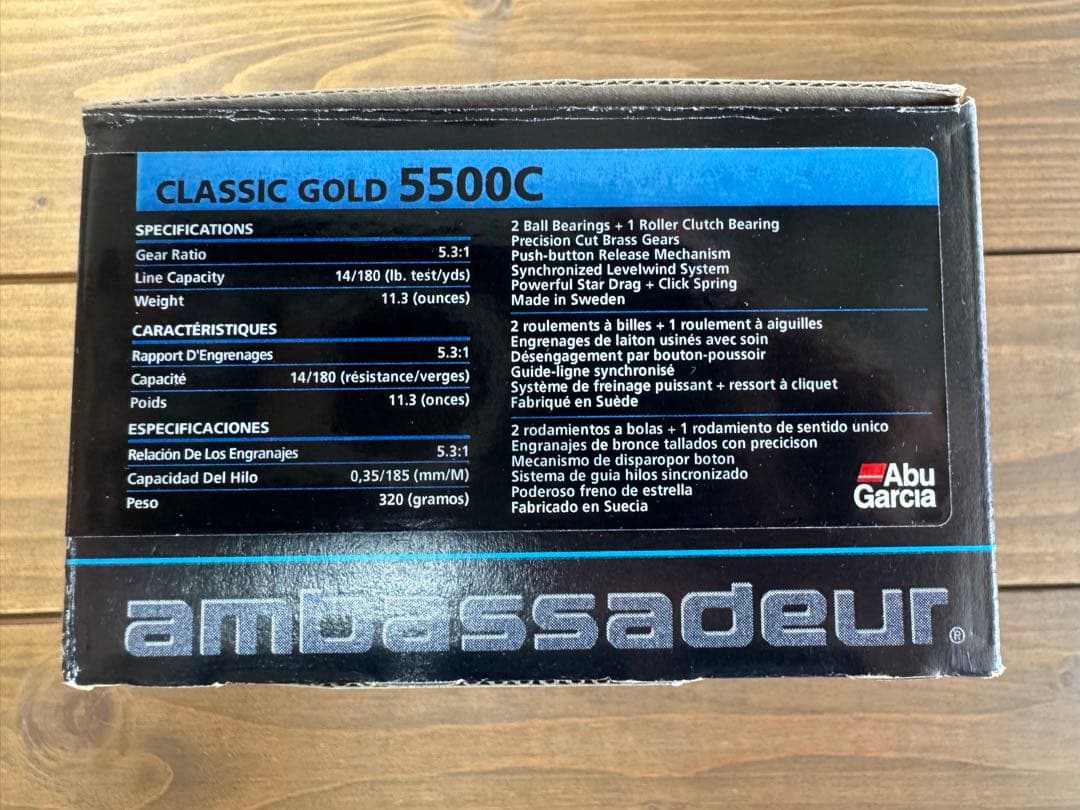 CLASSIC GOLD 5500C
SPECIFICATIONS
Gear Ratio 5.3:1
Line Capacity 14/180 (lb. test/yds)
Weight 11.3 (ounces)
CARACTÉRISTIQUES
Rapport D'Engrenages 5.3:1
Capacité 14/180 (résistance/verges)
Poids 11.3 (onces)
ESPECIFICACIONES
Relación De Los Engranajes 5.3:1
Capacidad Del Hilo 0,35/185 (mm/M)
Peso 320 (gramos)
2 Ball Bearings + 1 Roller Clutch Bearing
Precision Cut Brass Gears
Push-button Release Mechanism
Synchronized Levelwind System
Powerful Star Drag + Click Spring
Made in Sweden
2 roulements à billes + 1 roulement à aiguilles
Engrenages de laiton usinés avec soin
Désengagement par bouton-poussoir
Guide-ligne synchronisé
Système de freinage puissant + ressort à cliquet
Fabriqué en Suède
2 rodamientos a bolas + 1 rodamiento de sentido unico
Engranajes de bronce tallados con precicison
Mecanismo de disparopor boton
Sistema de guia hilos sincronizado
Poderoso freno de estrella
Fabricado en Suecia
Abu
Garcia
ambassadeur®